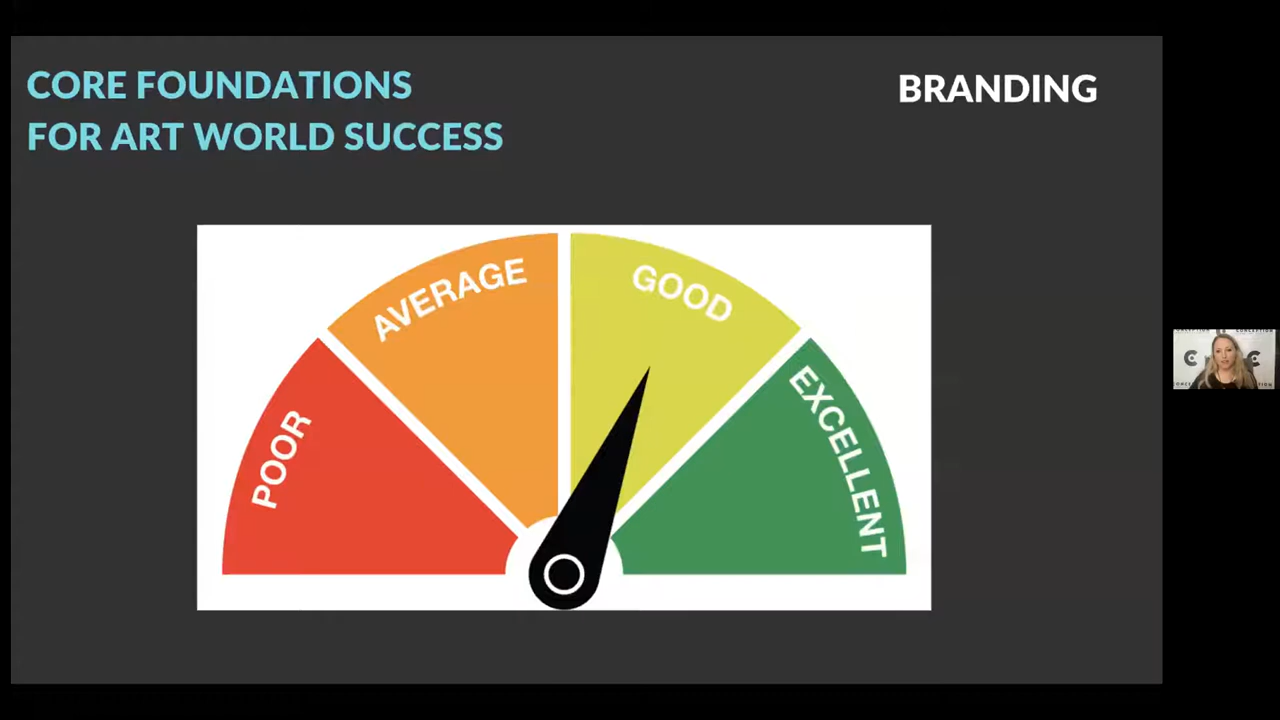 CORE FOUNDATIONS
FOR ART WORLD SUCCESS
BRANDING
POOR
AVERAGE
GOOD
EXCELLENT